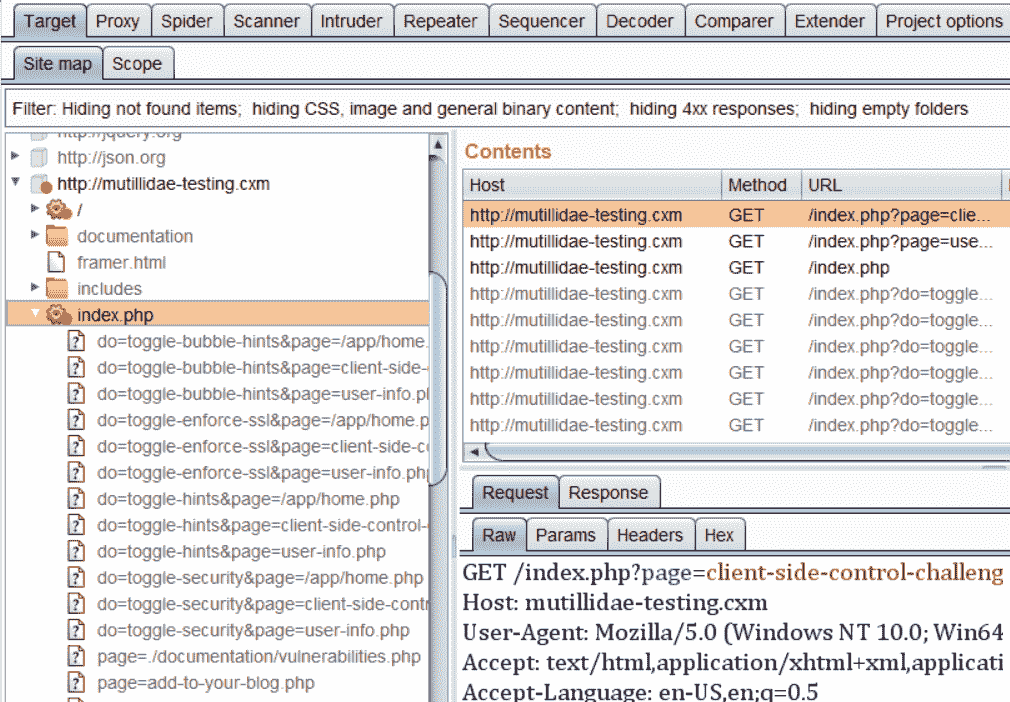 Target Proxy Spider Scanner Intruder Repeater Sequencer Decoder Comparer Extender Project options
Site map Scope
Filter: Hiding not found items; hiding CSS, image and general binary content; hiding 4xx responses; hiding empty folders
http://jquery.org
http://json.org
http://mutillidae-testing.cxm
/
documentation
framer.html
includes
index.php
do=toggle-bubble-hints&page=/app/home.
do=toggle-bubble-hints&page=client-side-
do=toggle-bubble-hints&page=user-info.p
do=toggle-enforce-ssl&page=/app/home.p
do=toggle-enforce-ssl&page=client-side-c
do=toggle-enforce-ssl&page=user-info.ph
do=toggle-hints&page=/app/home.php
do=toggle-hints&page=client-side-control-
do=toggle-hints&page=user-info.php
do=toggle-security&page=/app/home.php
do=toggle-security&page=client-side-contr
do=toggle-security&page=user-info.php
page=./documentation/vulnerabilities.php
page=add-to-your-blog.php
Contents
Host Method URL
http://mutillidae-testing.cxm GET /index.php?page=clie...
http://mutillidae-testing.cxm GET /index.php?page=use...
http://mutillidae-testing.cxm GET /index.php
http://mutillidae-testing.cxm GET /index.php?do=toggle...
http://mutillidae-testing.cxm GET /index.php?do=toggle...
http://mutillidae-testing.cxm GET /index.php?do=toggle...
http://mutillidae-testing.cxm GET /index.php?do=toggle...
http://mutillidae-testing.cxm GET /index.php?do=toggle...
http://mutillidae-testing.cxm GET /index.php?do=toggle...
Request Response
Raw Params Headers Hex
GET /index.php?page=client-side-control-challeng
Host: mutillidae-testing.cxm
User-Agent: Mozilla/5.0 (Windows NT 10.0; Win64
Accept: text/html,application/xhtml+xml,applicati
Accept-Language: en-US,en;q=0.5